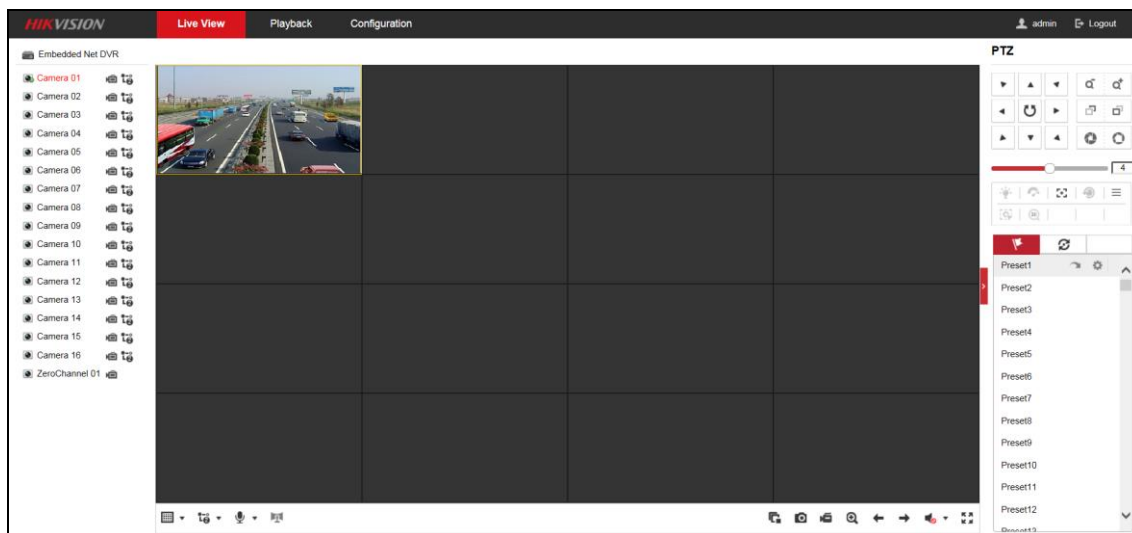 HIKVISION Live View Playback Configuration admin Logout
Embedded Net DVR
Camera 01
Camera 02
Camera 03
Camera 04
Camera 05
Camera 06
Camera 07
Camera 08
Camera 09
Camera 10
Camera 11
Camera 12
Camera 13
Camera 14
Camera 15
Camera 16
ZeroChannel 01
PTZ
4
Preset1
Preset2
Preset3
Preset4
Preset5
Preset6
Preset7
Preset8
Preset9
Preset10
Preset11
Preset12
Preset13